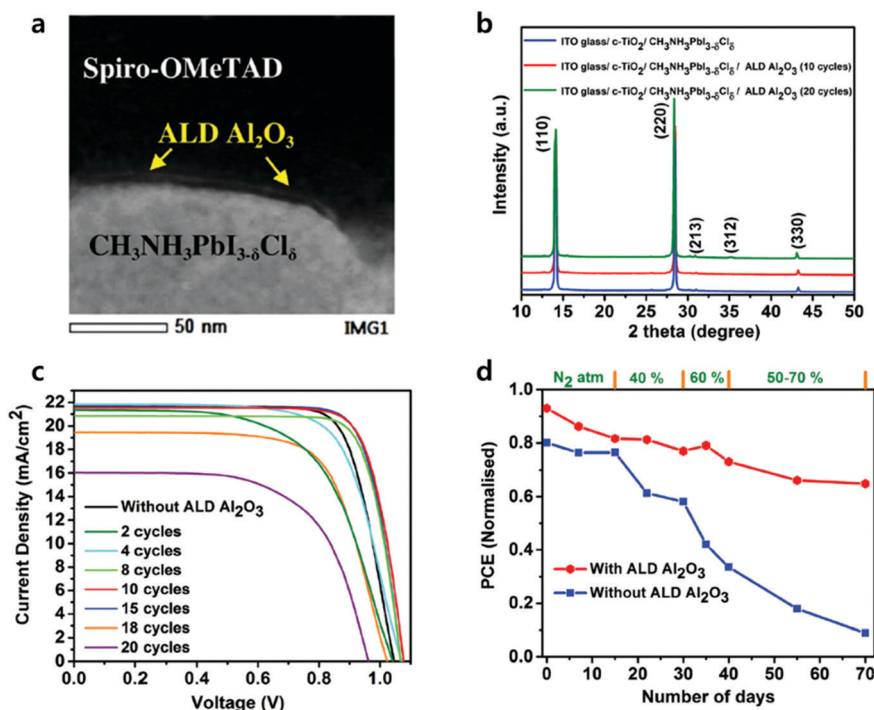 a
Spiro-OMeTAD
ALD Al₂O₃
CH₃NH₃PbI₃₋δClδ
50 nm
IMG1
b
ITO glass/ c-TiO₂/ CH₃NH₃PbI₃₋δClδ
ITO glass/ c-TiO₂/ CH₃NH₃PbI₃₋δClδ / ALD Al₂O₃ (10 cycles)
ITO glass/ c-TiO₂/ CH₃NH₃PbI₃₋δClδ / ALD Al₂O₃ (20 cycles)
Intensity (a.u.)
(110)
(220)
(213)
(312)
(330)
10 15 20 25 30 35 40 45 50
2 theta (degree)
c
Current Density (mA/cm²)
22
20
18
16
14
12
10
8
6
4
2
0
Without ALD Al₂O₃
2 cycles
4 cycles
8 cycles
10 cycles
15 cycles
18 cycles
20 cycles
0.0 0.2 0.4 0.6 0.8 1.0
Voltage (V)
d
N₂ atm 40 % 60 % 50-70 %
PCE (Normalised)
1.0
0.8
0.6
0.4
0.2
0.0
With ALD Al₂O₃
Without ALD Al₂O₃
0 10 20 30 40 50 60 70
Number of days